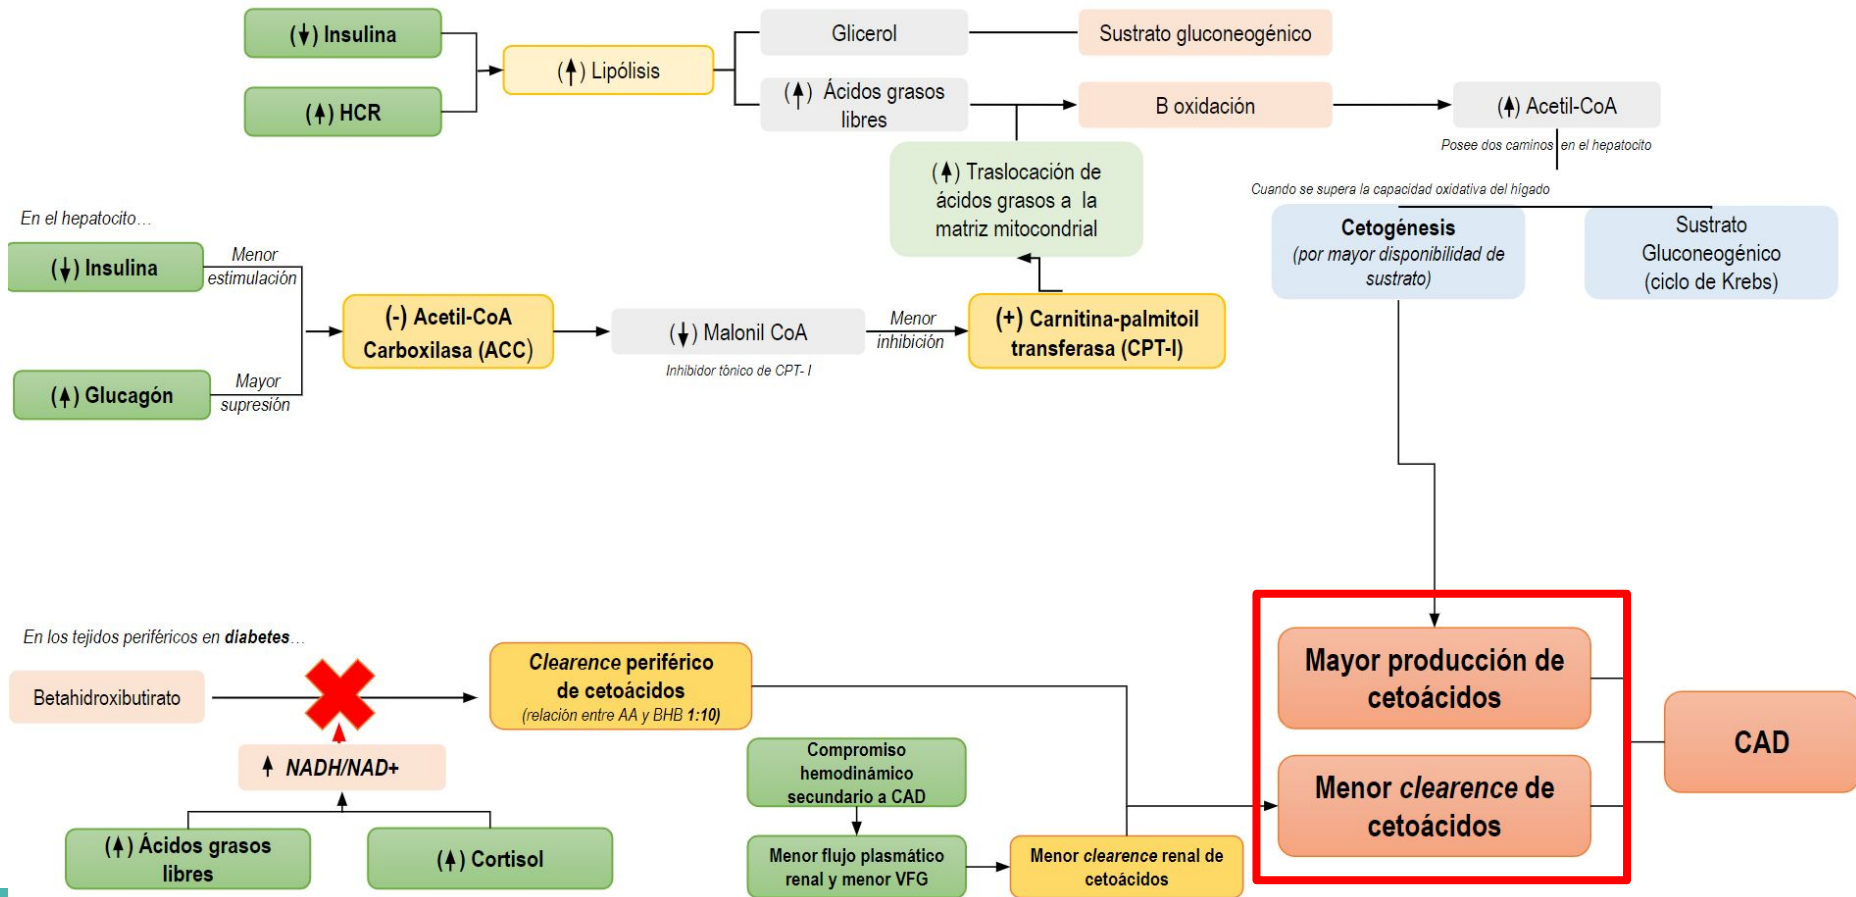 (↓) Insulina
(↑) HCR
(↑) Lipólisis
Glicerol
Sustrato gluconeogénico
(↑) Ácidos grasos
libres
B oxidación
(↑) Acetil-CoA
Posee dos caminos en el hepatocito
Cuando se supera la capacidad oxidativa del hígado
Cetogénesis
(por mayor disponibilidad de
sustrato)
Sustrato
Gluconeogénico
(ciclo de Krebs)
(↑) Traslocación de
ácidos grasos a la
matriz mitocondrial
En el hepatocito…
(↓) Insulina
Menor
estimulación
(↑) Glucagón
Mayor
supresión
(-) Acetil-CoA
Carboxilasa (ACC)
(↓) Malonil CoA
Inhibidor tónico de CPT- I
Menor
inhibición
(+) Carnitina-palmitoil
transferasa (CPT-I)
En los tejidos periféricos en diabetes…
Betahidroxibutirato
↑ NADH/NAD+
(↑) Ácidos grasos
libres
(↑) Cortisol
Clearence periférico
de cetoácidos
(relación entre AA y BHB 1:10)
Compromiso
hemodinámico
secundario a CAD
Menor flujo plasmático
renal y menor VFG
Menor clearence renal de
cetoácidos
Mayor producción de
cetoácidos
Menor clearence de
cetoácidos
CAD